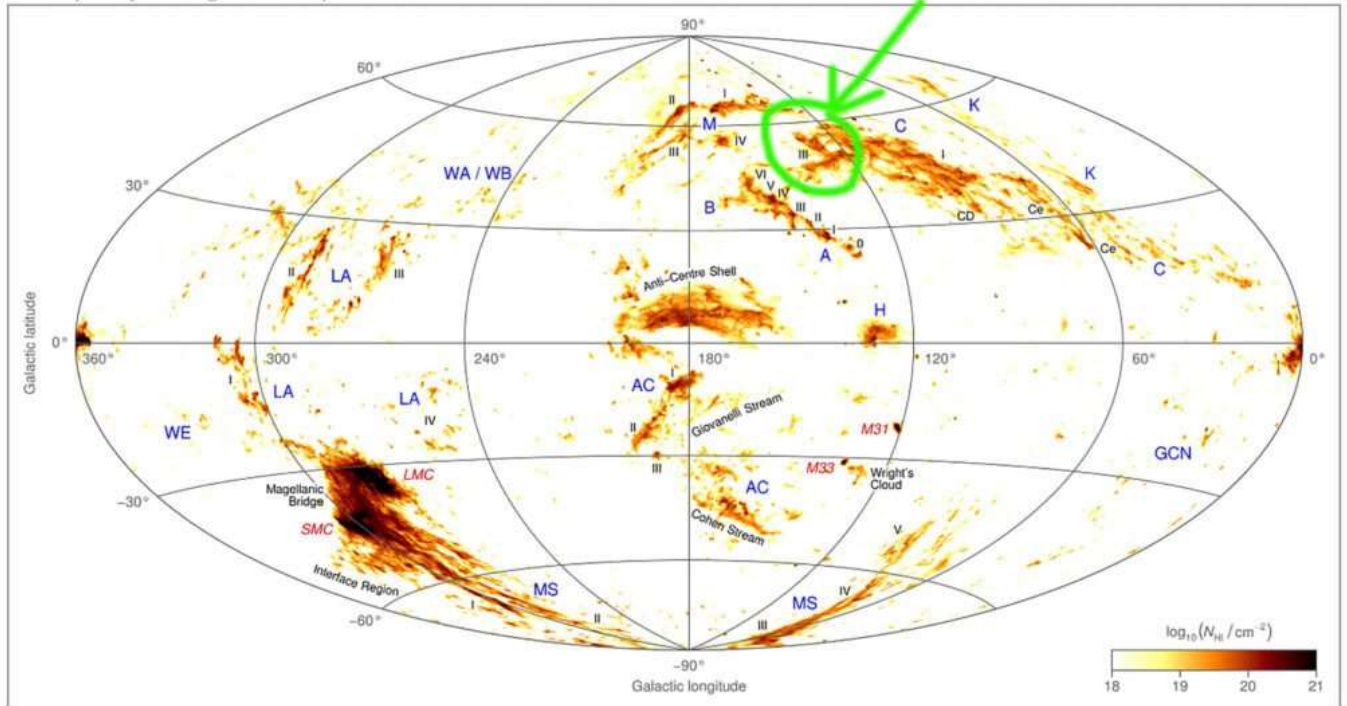 90°
60°
K
II
I
M
C
IV
III
III
I
WA / WB
K
30°
VI
V
IV
B
III
II
I
0
CD
Ce
A
Ce
II
LA
III
Anti-Centre Shell
C
H
Galactic latitude
0°
360°
300°
240°
180°
120°
60°
0°
I
LA
LA
IV
AC
I
Giovanelli Stream
II
III
WE
M31
M33
Wright's
Cloud
GCN
LMC
Magellanic
Bridge
AC
−30°
SMC
Cohen Stream
V
Interface Region
I
MS
II
MS
IV
III
−60°
−90°
Galactic longitude
log₁₀(N_HI / cm⁻²)
18 19 20 21